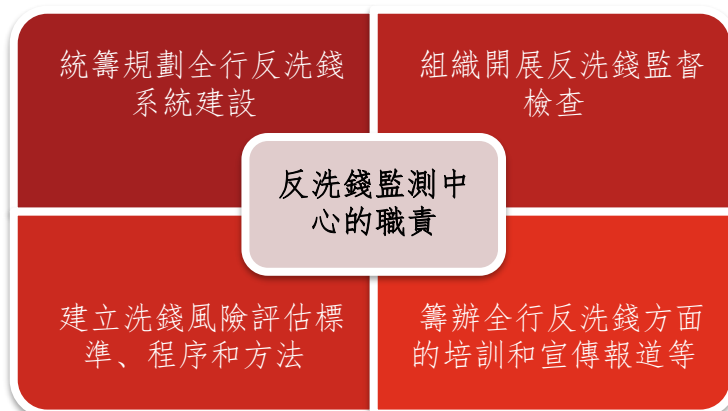 統籌規劃全行反洗錢
系統建設
組織開展反洗錢監督
檢查
反洗錢監測中
心的職責
建立洗錢風險評估標
準、程序和方法
籌辦全行反洗錢方面
的培訓和宣傳報道等